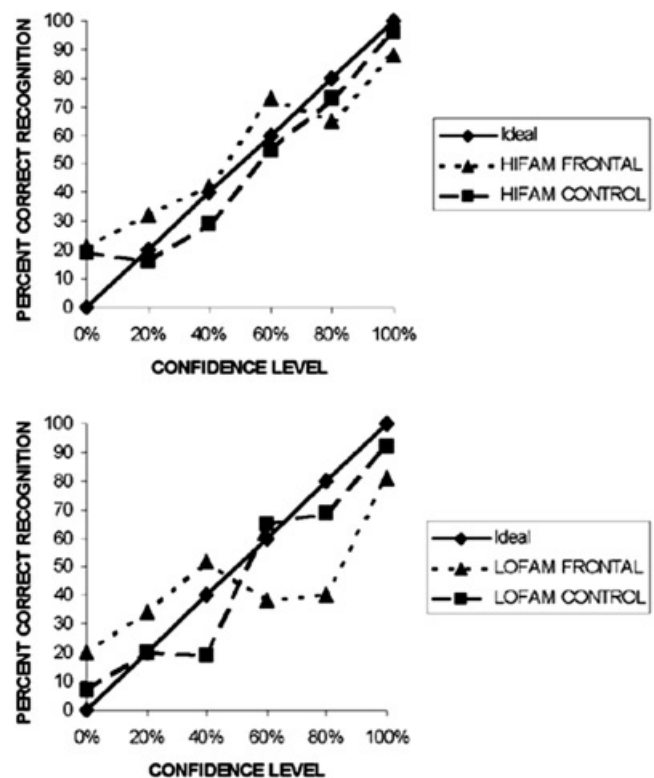 PERCENT CORRECT RECOGNITION
100
90
80
70
60
50
40
30
20
10
0
0% 20% 40% 60% 80% 100%
CONFIDENCE LEVEL
Ideal
HIFAM FRONTAL
HIFAM CONTROL
PERCENT CORRECT RECOGNITION
100
90
80
70
60
50
40
30
20
10
0
0% 20% 40% 60% 80% 100%
CONFIDENCE LEVEL
Ideal
LOFAM FRONTAL
LOFAM CONTROL